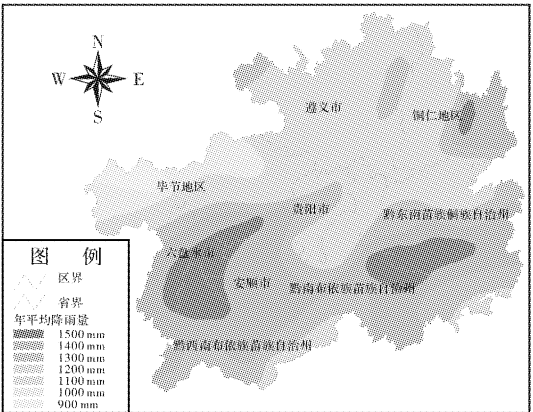 N
W E
S
遵义市
铜仁地区
毕节地区
贵阳市
黔东南苗族侗族自治州
六盘水市
安顺市
黔南布依族苗族自治州
黔西南布依族苗族自治州
图 例
区界
省界
年平均降雨量
1500 mm
1400 mm
1300 mm
1200 mm
1100 mm
1000 mm
900 mm